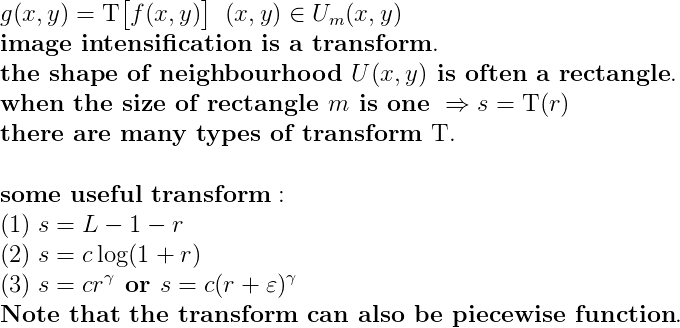 g(x, y) = T[f(x, y)] (x, y) ∈ U_m(x, y)
image intensification is a transform.
the shape of neighbourhood U(x, y) is often a rectangle.
when the size of rectangle m is one ⇒ s = T(r)
there are many types of transform T.
some useful transform :
(1) s = L − 1 − r
(2) s = c log(1 + r)
(3) s = cr^γ or s = c(r + ε)^γ
Note that the transform can also be piecewise function.